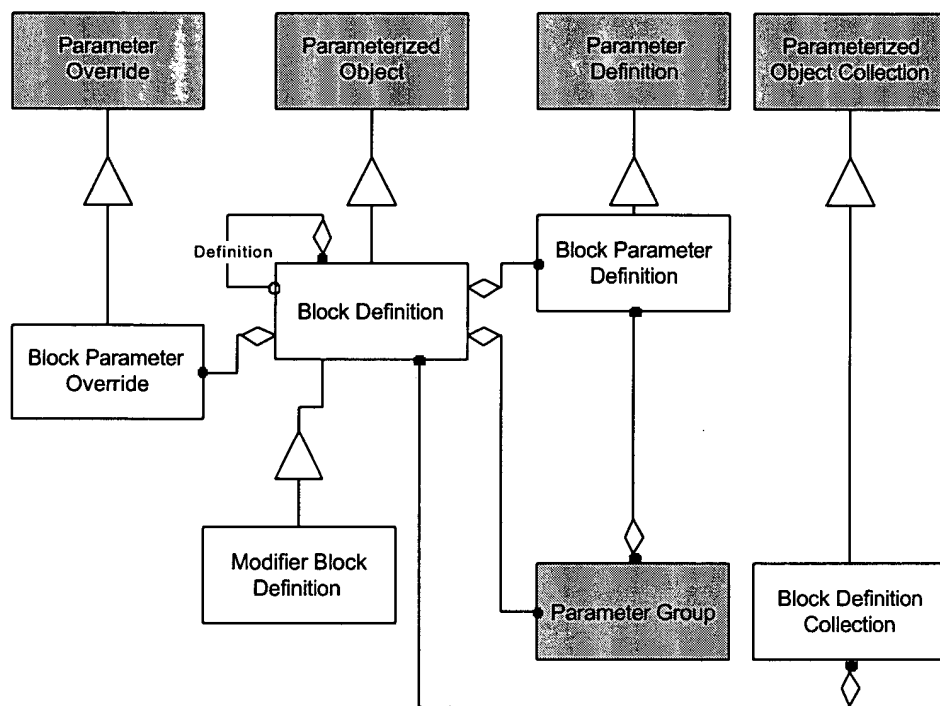 Parameter
Override
Parameterized
Object
Parameter
Definition
Parameterized
Object Collection
Definition
Block Parameter
Definition
Block Definition
Block Parameter
Override
Modifier Block
Definition
Parameter Group
Block Definition
Collection